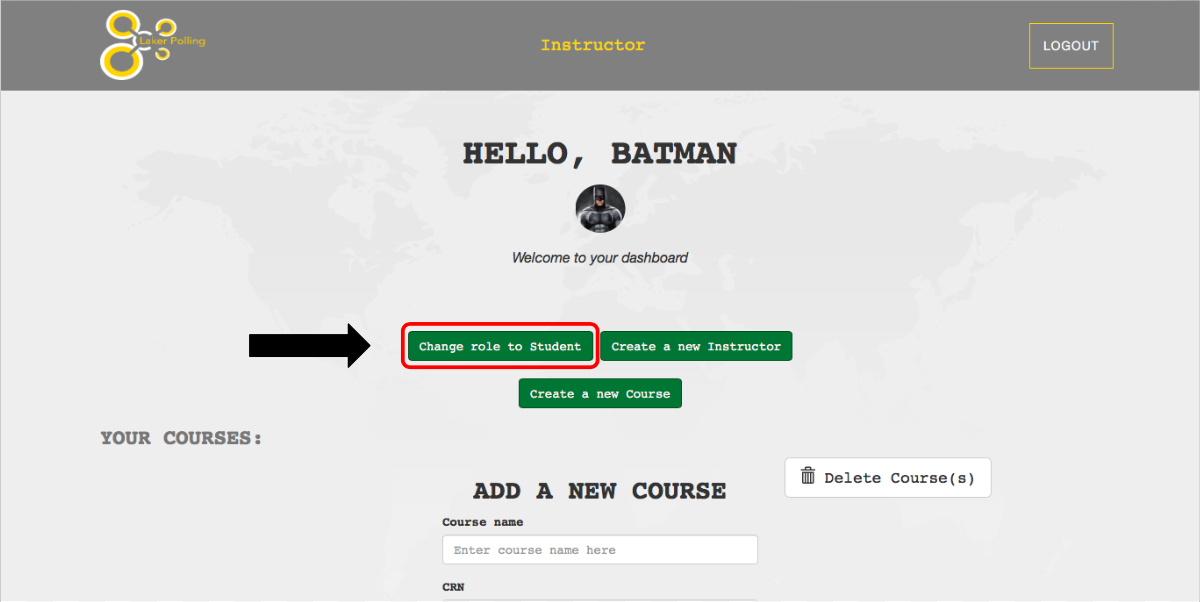 Laker Polling
Instructor
LOGOUT
HELLO, BATMAN
Welcome to your dashboard
Change role to Student
Create a new Instructor
Create a new Course
YOUR COURSES:
Delete Course(s)
ADD A NEW COURSE
Course name
Enter course name here
CRN